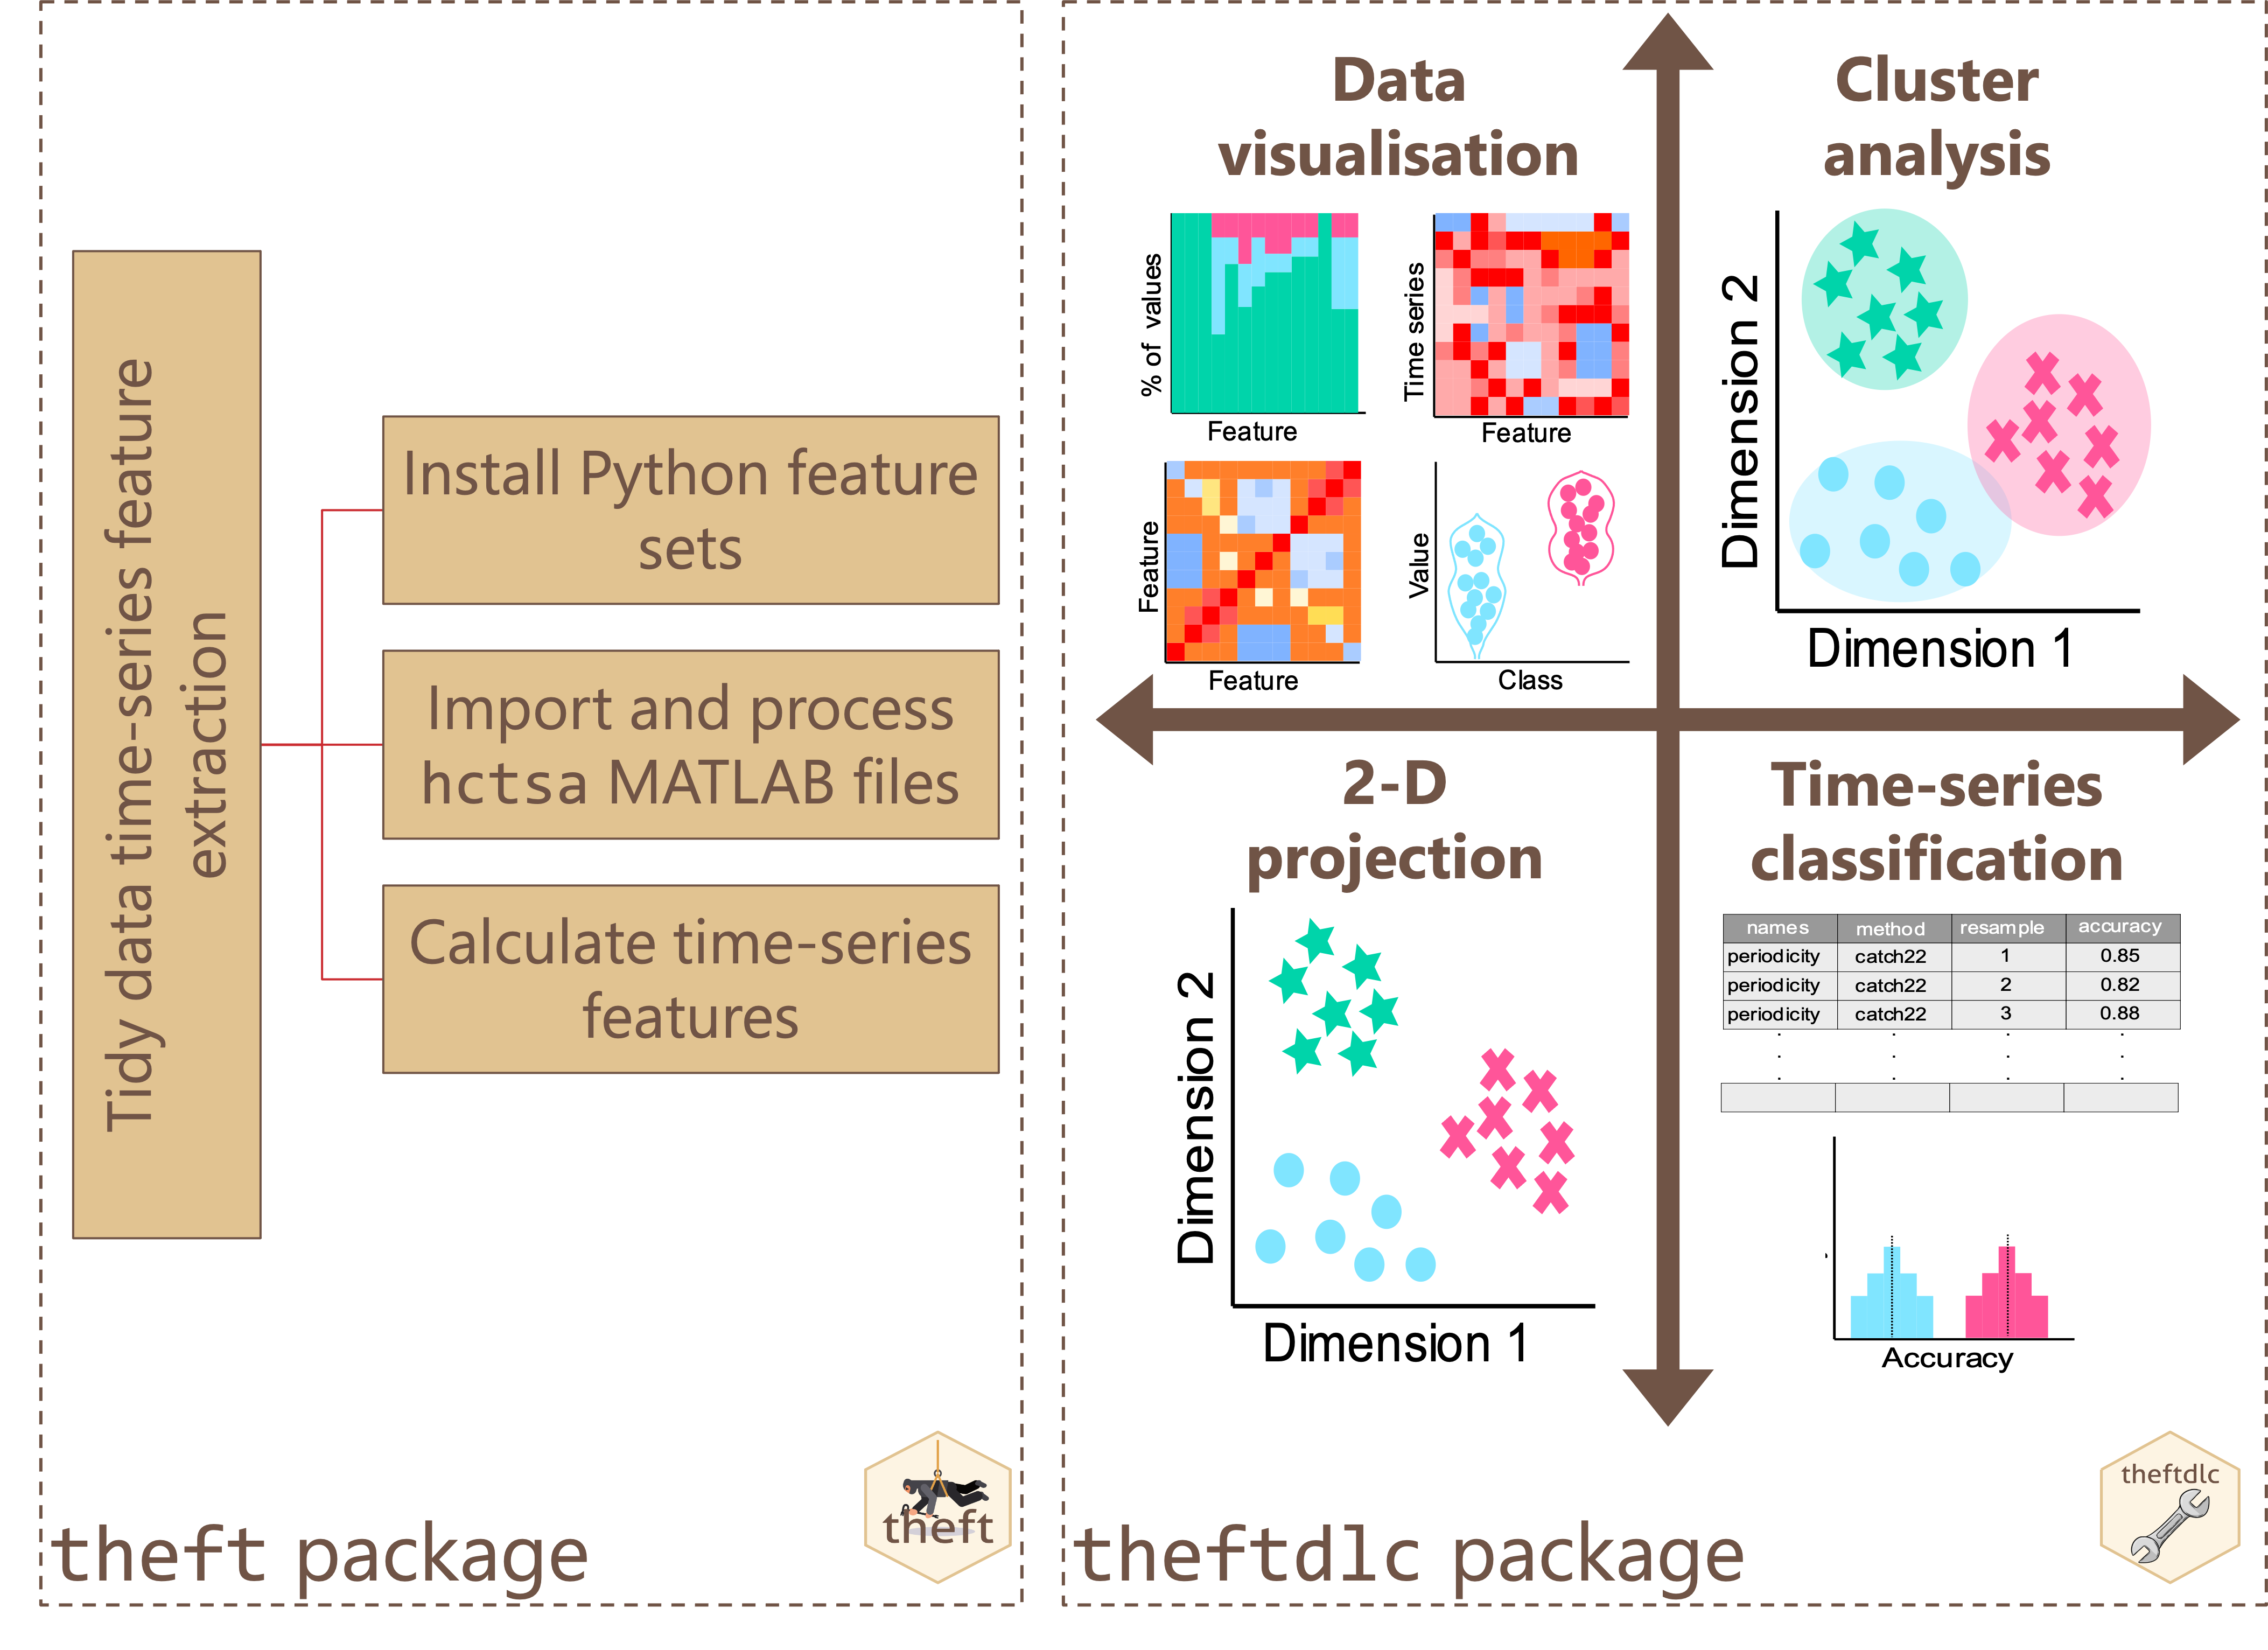 Tidy data time-series feature
extraction
Install Python feature
sets
Import and process
hctsa MATLAB files
Calculate time-series
features
theft
theft package
Data
visualisation
% of values
Feature
Time series
Feature
Feature
Feature
Value
Class
Cluster
analysis
Dimension 2
Dimension 1
2-D
projection
Dimension 2
Dimension 1
Time-series
classification
names method resample accuracy
periodicity catch22 1 0.85
periodicity catch22 2 0.82
periodicity catch22 3 0.88
Accuracy
theftdlc
theftdlc package